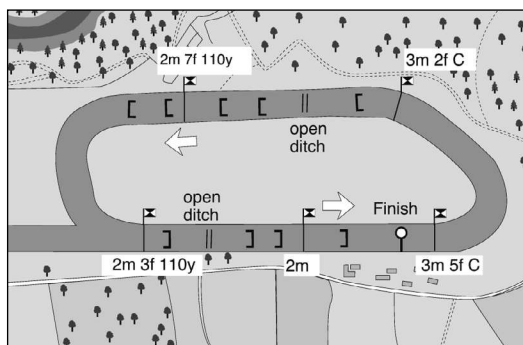 2m 7f 110y
3m 2f C
open
ditch
open
ditch
Finish
2m 3f 110y
2m
3m 5f C